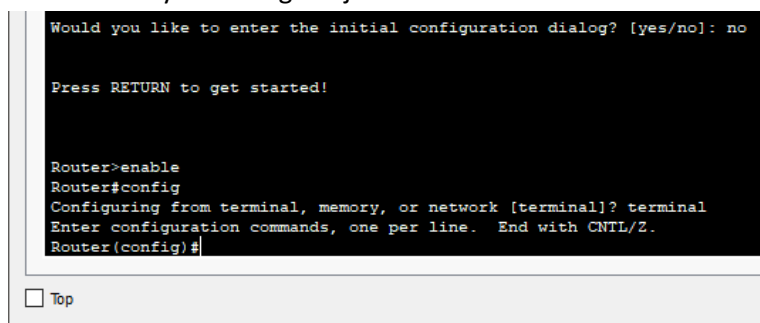 Would you like to enter the initial configuration dialog? [yes/no]: no
Press RETURN to get started!
Router>enable
Router#config
Configuring from terminal, memory, or network [terminal]? terminal
Enter configuration commands, one per line.  End with CNTL/Z.
Router(config)#
Top